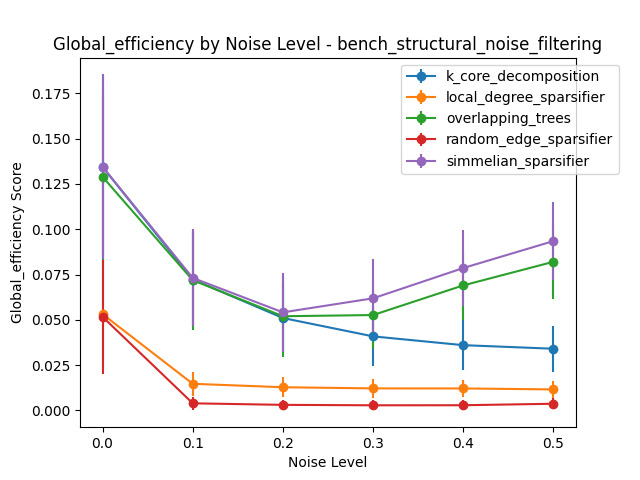 Global_efficiency by Noise Level - bench_structural_noise_filtering
k_core_decomposition
local_degree_sparsifier
overlapping_trees
random_edge_sparsifier
simmelian_sparsifier
Global_efficiency Score
0.175
0.150
0.125
0.100
0.075
0.050
0.025
0.000
0.0 0.1 0.2 0.3 0.4 0.5
Noise Level